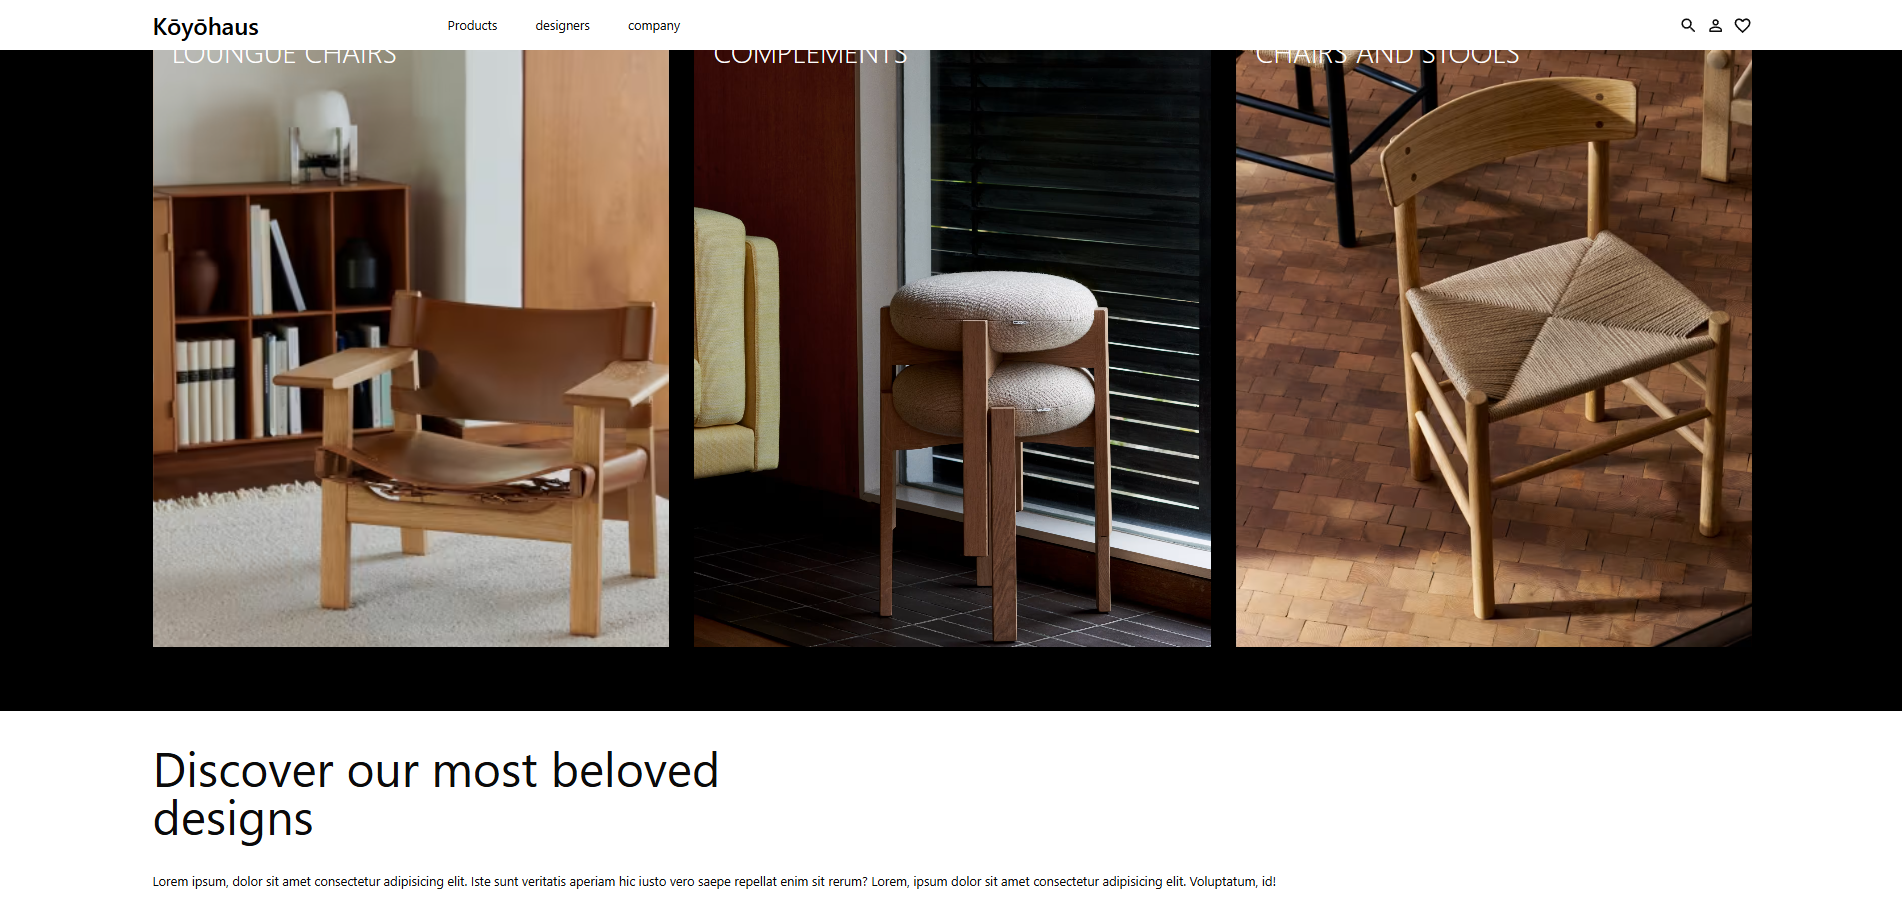 Kōyōhaus
Products designers company
LOUNGUE CHAIRS
COMPLEMENTS
CHAIRS AND STOOLS
Discover our most beloved
designs
Lorem ipsum, dolor sit amet consectetur adipisicing elit. Iste sunt veritatis aperiam hic iusto vero saepe repellat enim sit rerum? Lorem, ipsum dolor sit amet consectetur adipisicing elit. Voluptatum, id!